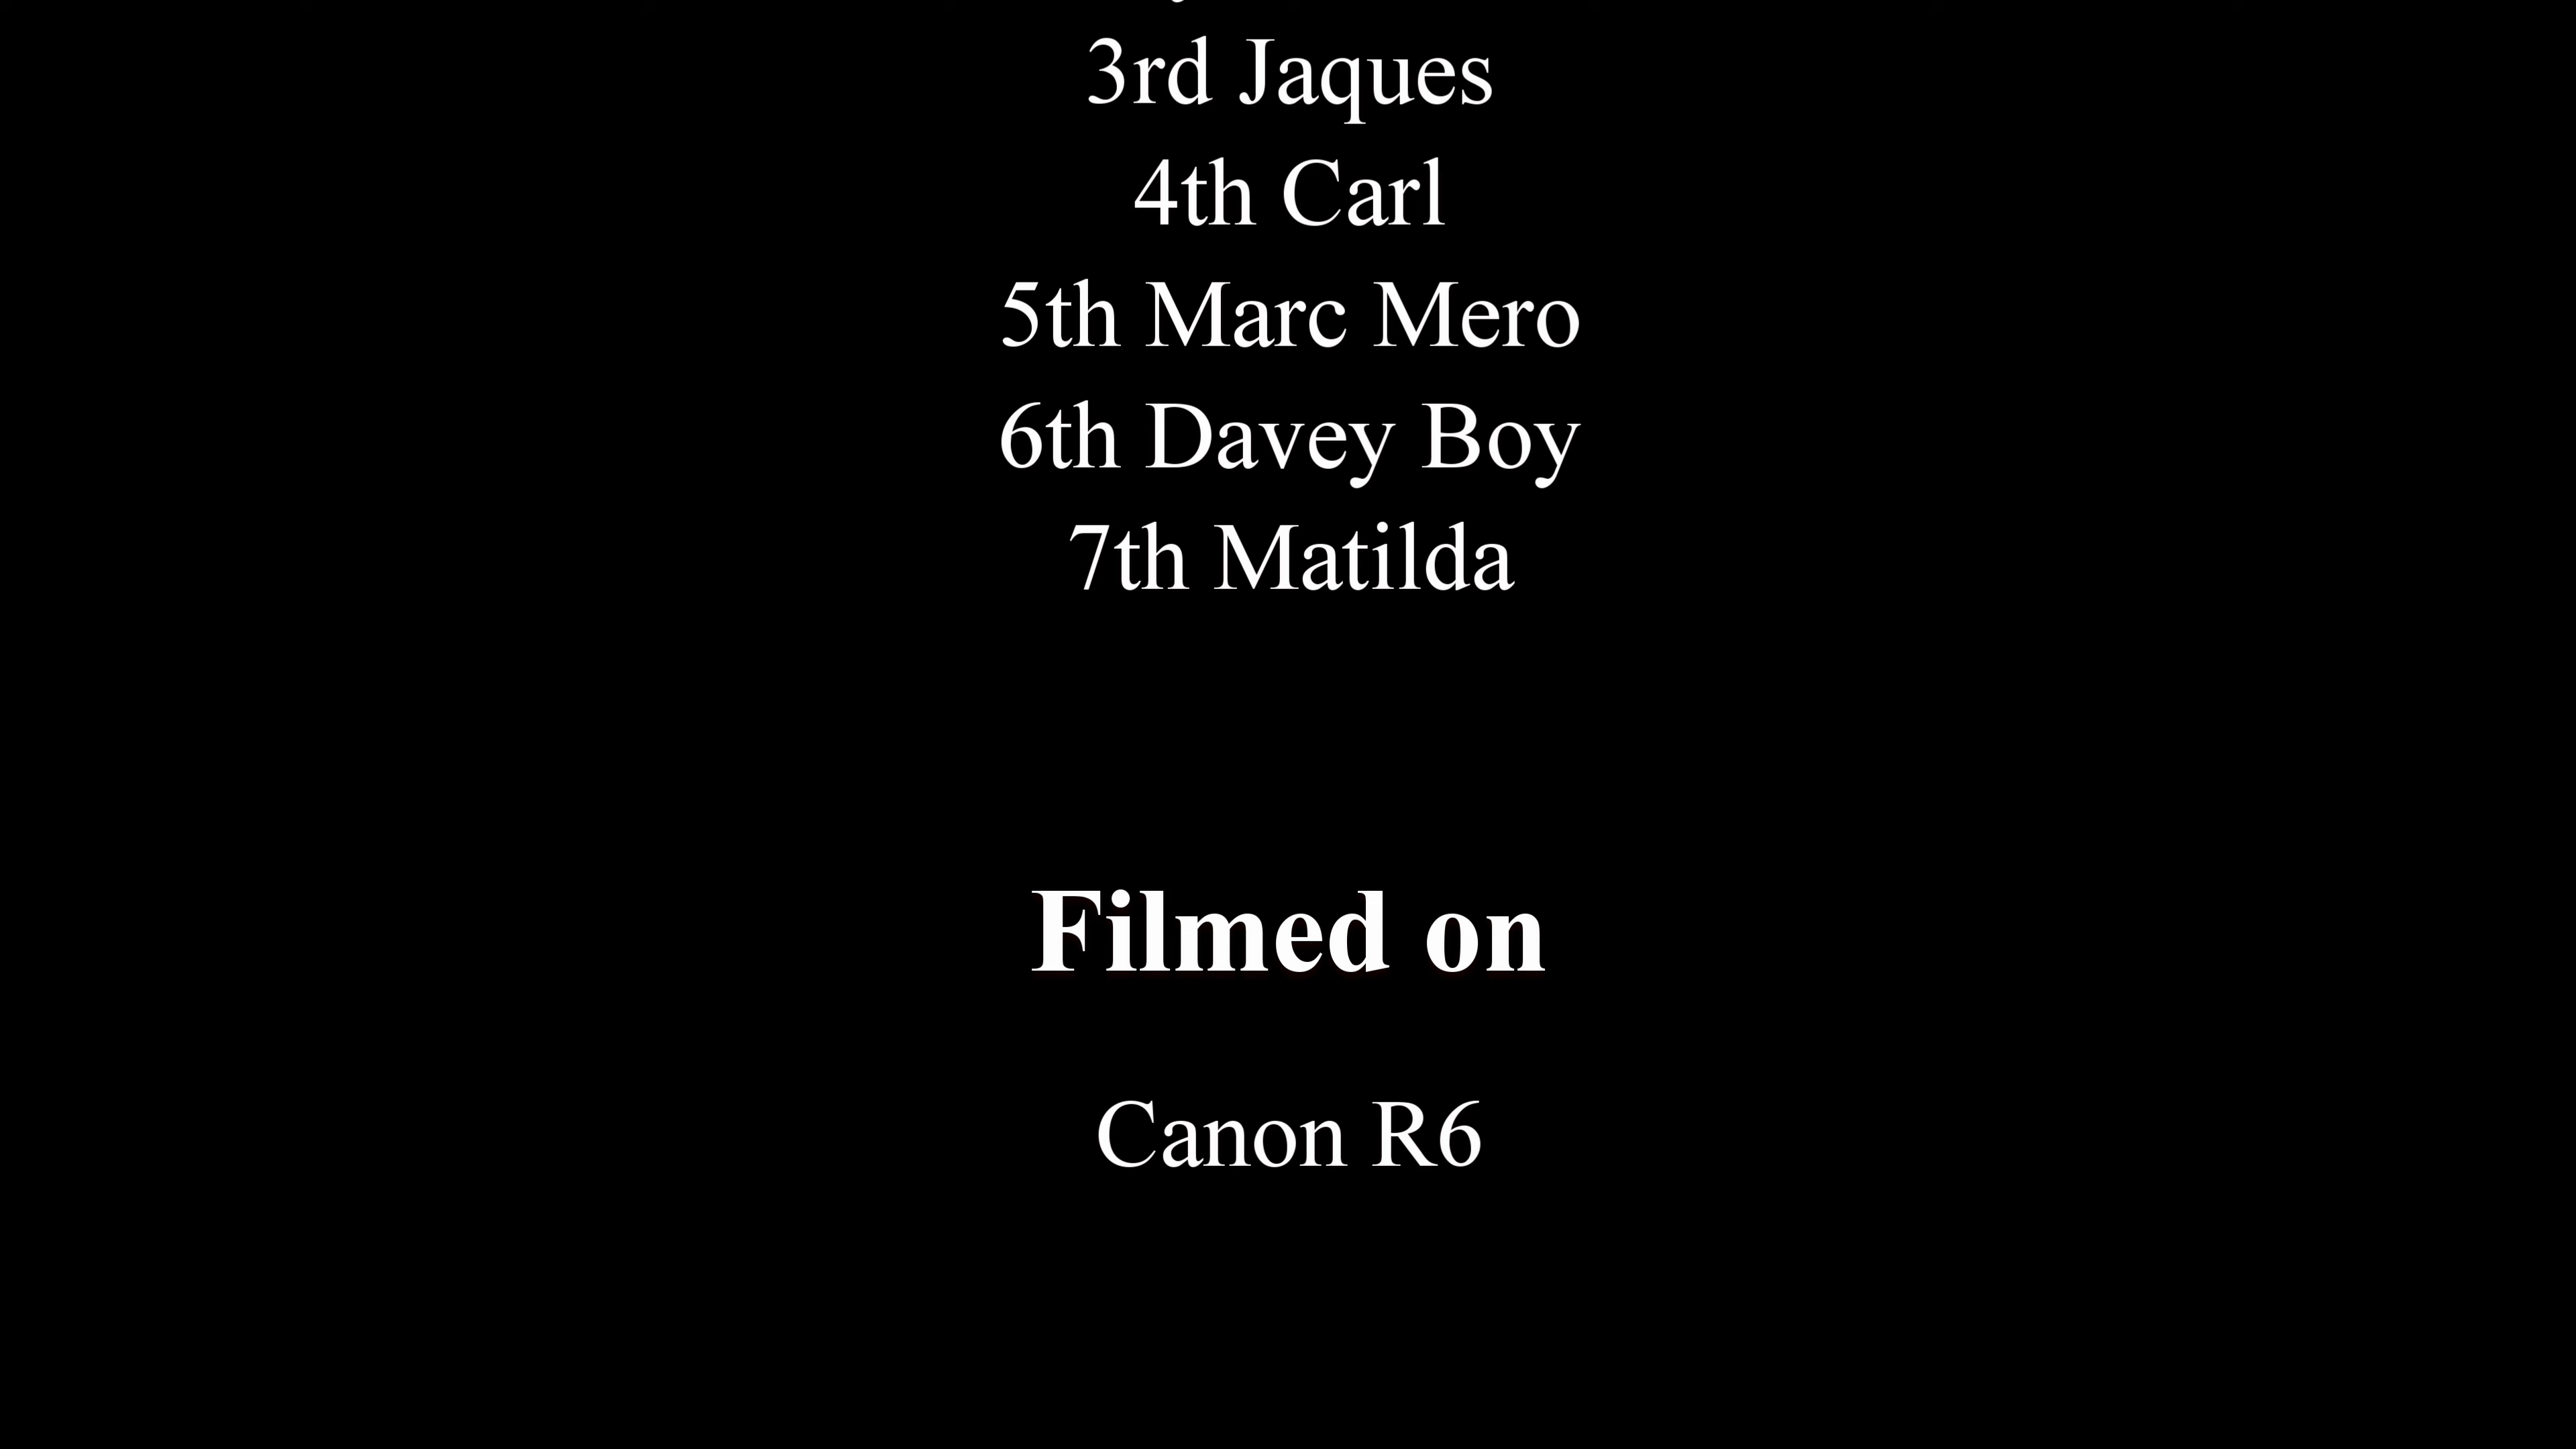 3rd Jaques
4th Carl
5th Marc Mero
6th Davey Boy
7th Matilda
Filmed on
Canon R6